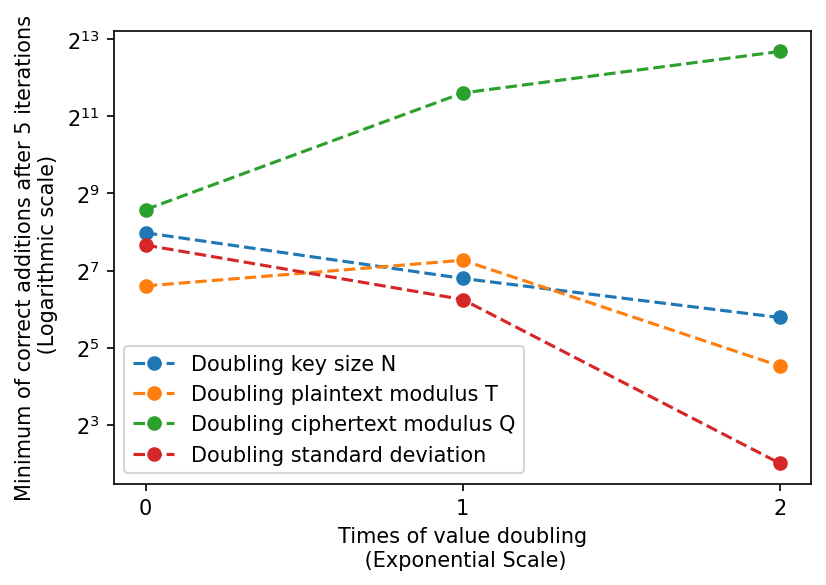 Minimum of correct additions after 5 iterations
(Logarithmic scale)
2^13
2^11
2^9
2^7
2^5
2^3
Doubling key size N
Doubling plaintext modulus T
Doubling ciphertext modulus Q
Doubling standard deviation
0 1 2
Times of value doubling
(Exponential Scale)